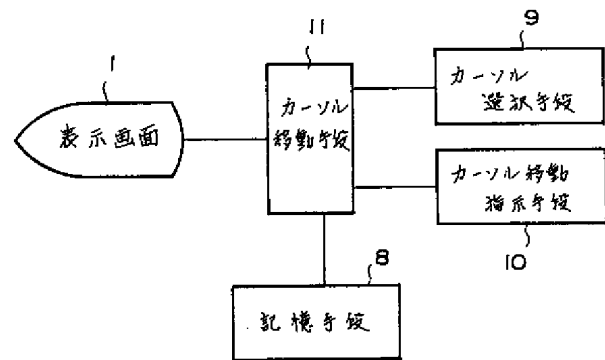 1
表示画面
11
カーソル
移動手段
9
カーソル
選択手段
カーソル移動
指示手段
10
8
記憶手段